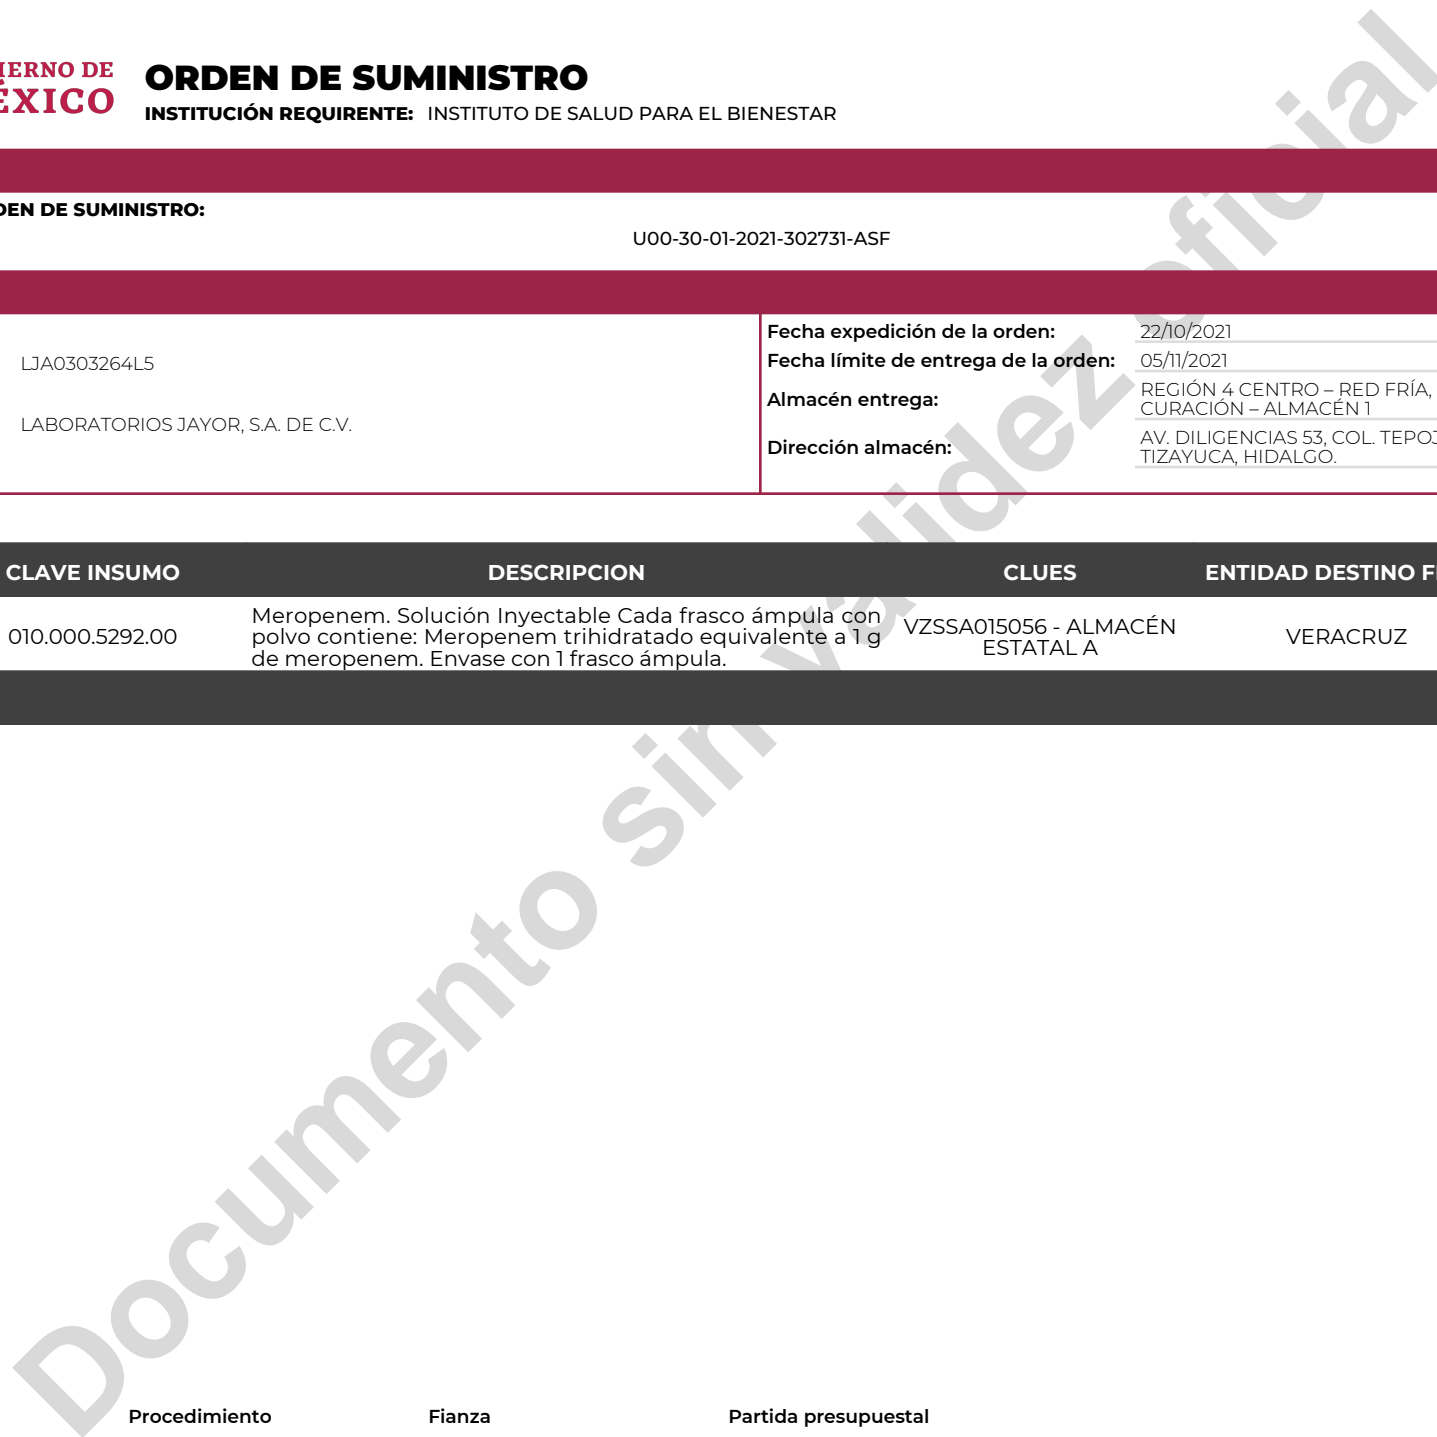 IERNO DE
ÉXICO
ORDEN DE SUMINISTRO
INSTITUCIÓN REQUIRENTE: INSTITUTO DE SALUD PARA EL BIENESTAR
DEN DE SUMINISTRO:
U00-30-01-2021-302731-ASF
LJA0303264L5
LABORATORIOS JAYOR, S.A. DE C.V.
Fecha expedición de la orden: 22/10/2021
Fecha límite de entrega de la orden: 05/11/2021
Almacén entrega: REGIÓN 4 CENTRO – RED FRÍA,
CURACIÓN – ALMACÉN 1
Dirección almacén: AV. DILIGENCIAS 53, COL. TEPOJ
TIZAYUCA, HIDALGO.
CLAVE INSUMO DESCRIPCION CLUES ENTIDAD DESTINO FI
010.000.5292.00
Meropenem. Solución Inyectable Cada frasco ámpula con
polvo contiene: Meropenem trihidratado equivalente a 1 g
de meropenem. Envase con 1 frasco ámpula.
VZSSA015056 - ALMACÉN
ESTATAL A
VERACRUZ
Documento sin validez oficial
Procedimiento Fianza Partida presupuestal